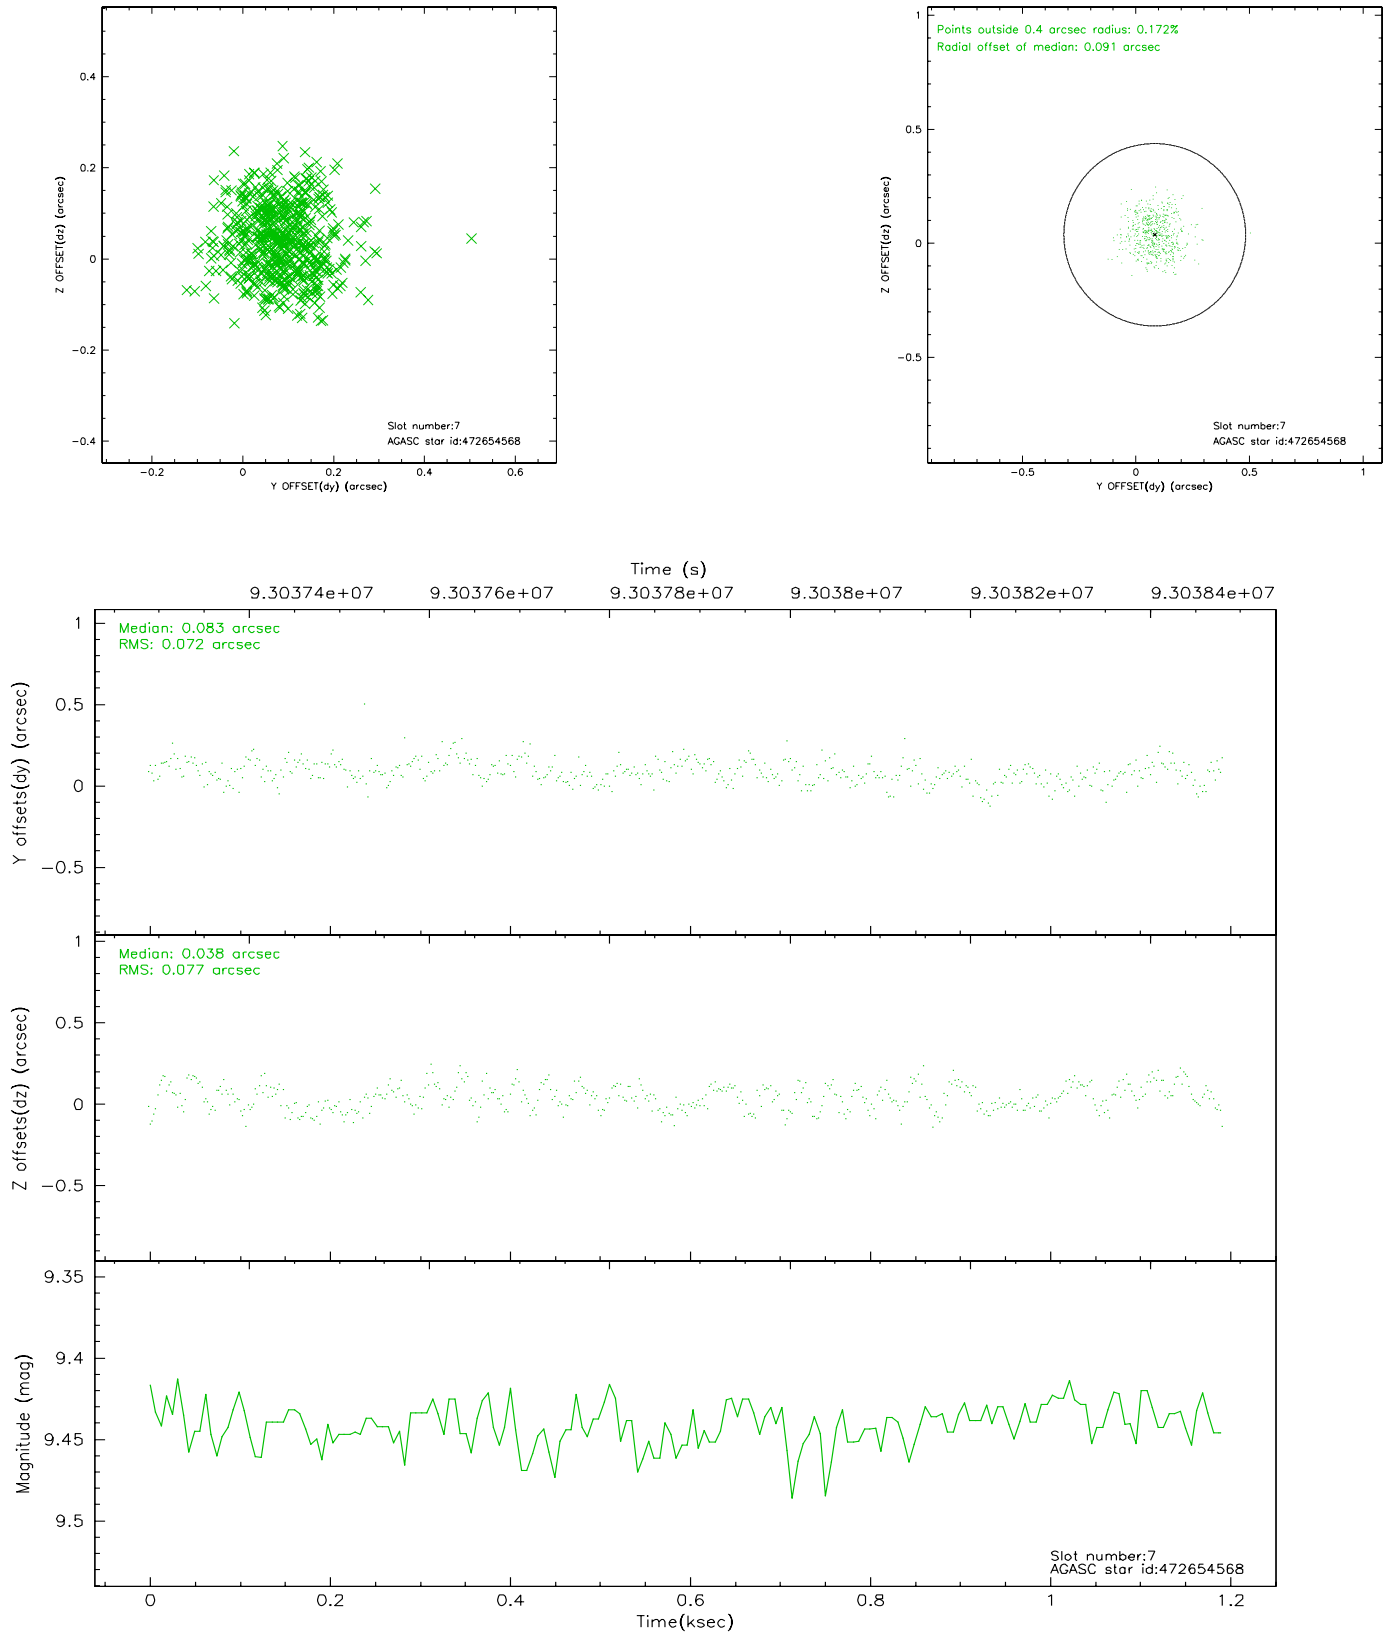 0.4
0.2
0
−0.2
−0.4
Z OFFSET(dz) (arcsec)
Slot number:7
AGASC star id:472654568
−0.2 0 0.2 0.4 0.6
Y OFFSET(dy) (arcsec)
Points outside 0.4 arcsec radius: 0.172%
Radial offset of median: 0.091 arcsec
1
0.5
0
−0.5
Z OFFSET(dz) (arcsec)
Slot number:7
AGASC star id:472654568
−0.5 0 0.5 1
Y OFFSET(dy) (arcsec)
Time (s)
9.30374e+07 9.30376e+07 9.30378e+07 9.3038e+07 9.30382e+07 9.30384e+07
Median: 0.083 arcsec
RMS: 0.072 arcsec
1
0.5
0
−0.5
Y offsets(dy) (arcsec)
Median: 0.038 arcsec
RMS: 0.077 arcsec
1
0.5
0
−0.5
Z offsets(dz) (arcsec)
9.35
9.4
9.45
9.5
Magnitude (mag)
Slot number:7
AGASC star id:472654568
0 0.2 0.4 0.6 0.8 1 1.2
Time(ksec)